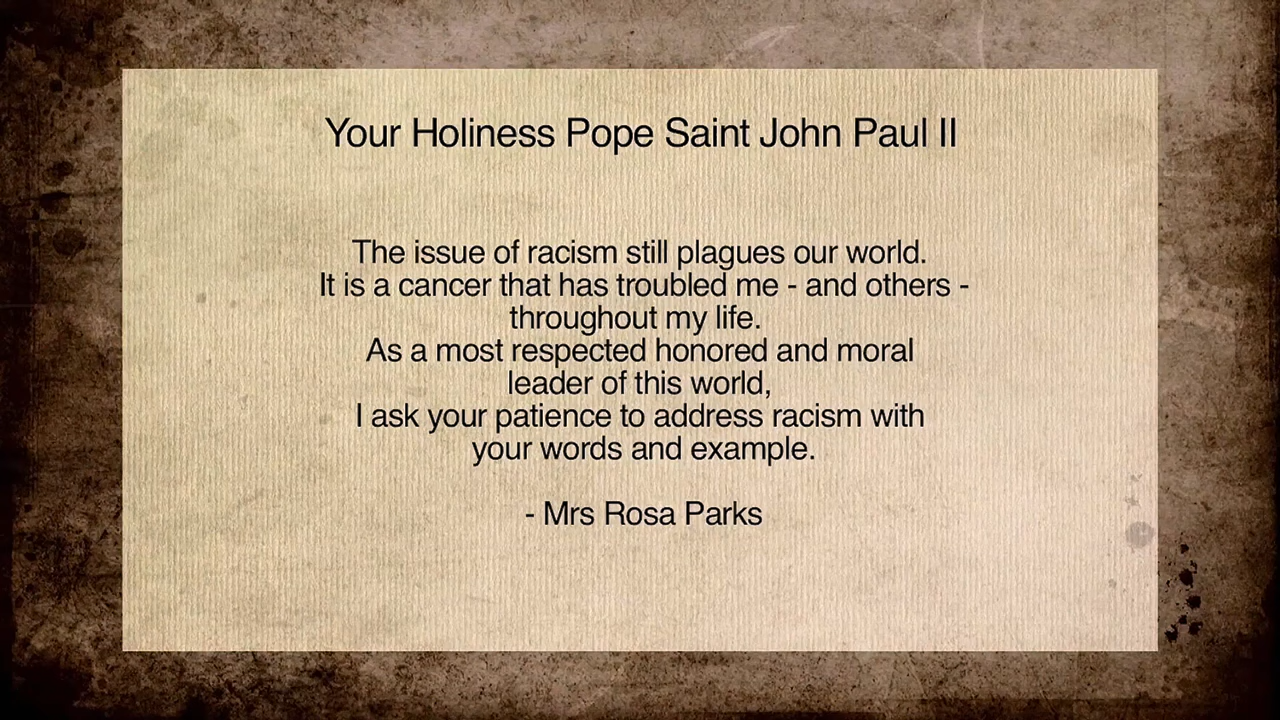 Your Holiness Pope Saint John Paul II
The issue of racism still plagues our world.
It is a cancer that has troubled me - and others -
throughout my life.
As a most respected honored and moral
leader of this world,
I ask your patience to address racism with
your words and example.
- Mrs Rosa Parks